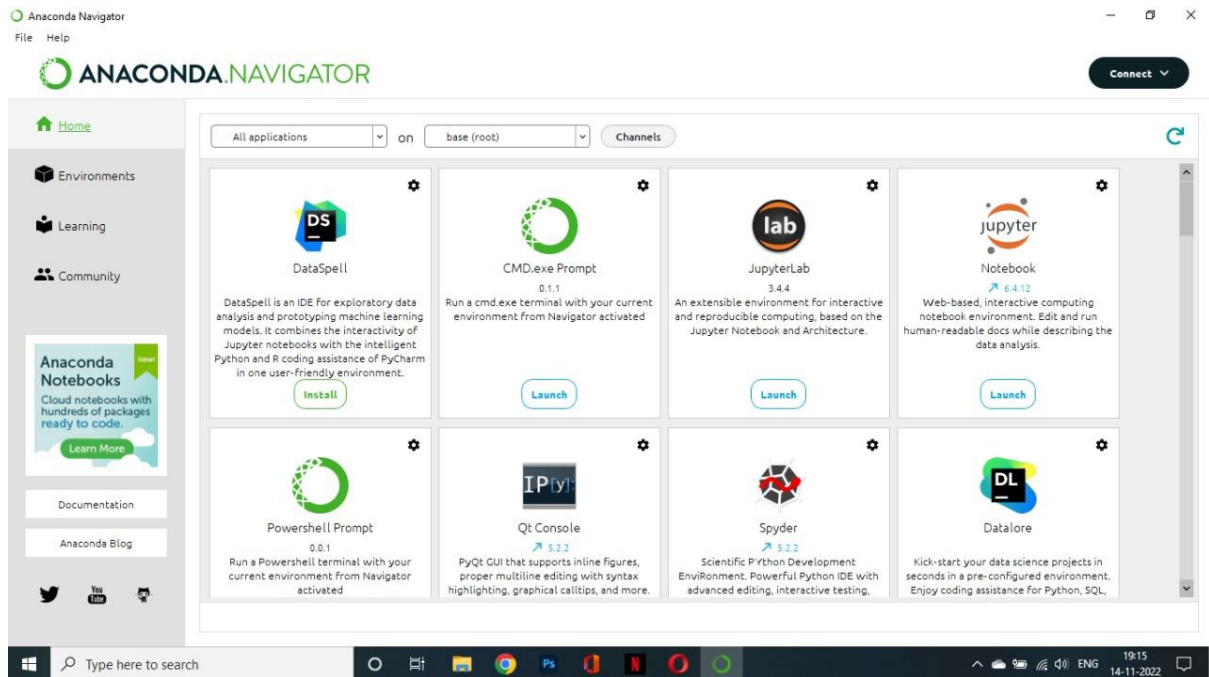 Anaconda Navigator
File Help
ANACONDA.NAVIGATOR
Connect
Home
Environments
Learning
Community
Anaconda Notebooks
New!
Cloud notebooks with
hundreds of packages
ready to code.
Learn More
Documentation
Anaconda Blog
You
Tube
All applications on base (root) Channels
DS
DataSpell
DataSpell is an IDE for exploratory data
analysis and prototyping machine learning
models. It combines the interactivity of
Jupyter notebooks with the intelligent
Python and R coding assistance of PyCharm
in one user-friendly environment.
Install
CMD.exe Prompt
0.1.1
Run a cmd.exe terminal with your current
environment from Navigator activated
Launch
lab
JupyterLab
3.4.4
An extensible environment for interactive
and reproducible computing, based on the
Jupyter Notebook and Architecture.
Launch
jupyter
Notebook
6.4.12
Web-based, interactive computing
notebook environment. Edit and run
human-readable docs while describing the
data analysis.
Launch
Powershell Prompt
0.0.1
Run a Powershell terminal with your
current environment from Navigator
activated
IP[y]:
Qt Console
5.2.2
PyQt GUI that supports inline figures,
proper multiline editing with syntax
highlighting, graphical calltips, and more.
Spyder
5.2.2
Scientific PYthon Development
EnviRonment. Powerful Python IDE with
advanced editing, interactive testing,
DL
Datalore
Kick-start your data science projects in
seconds in a pre-configured environment.
Enjoy coding assistance for Python, SQL,
Type here to search
Ps
N
ENG
19:15
14-11-2022